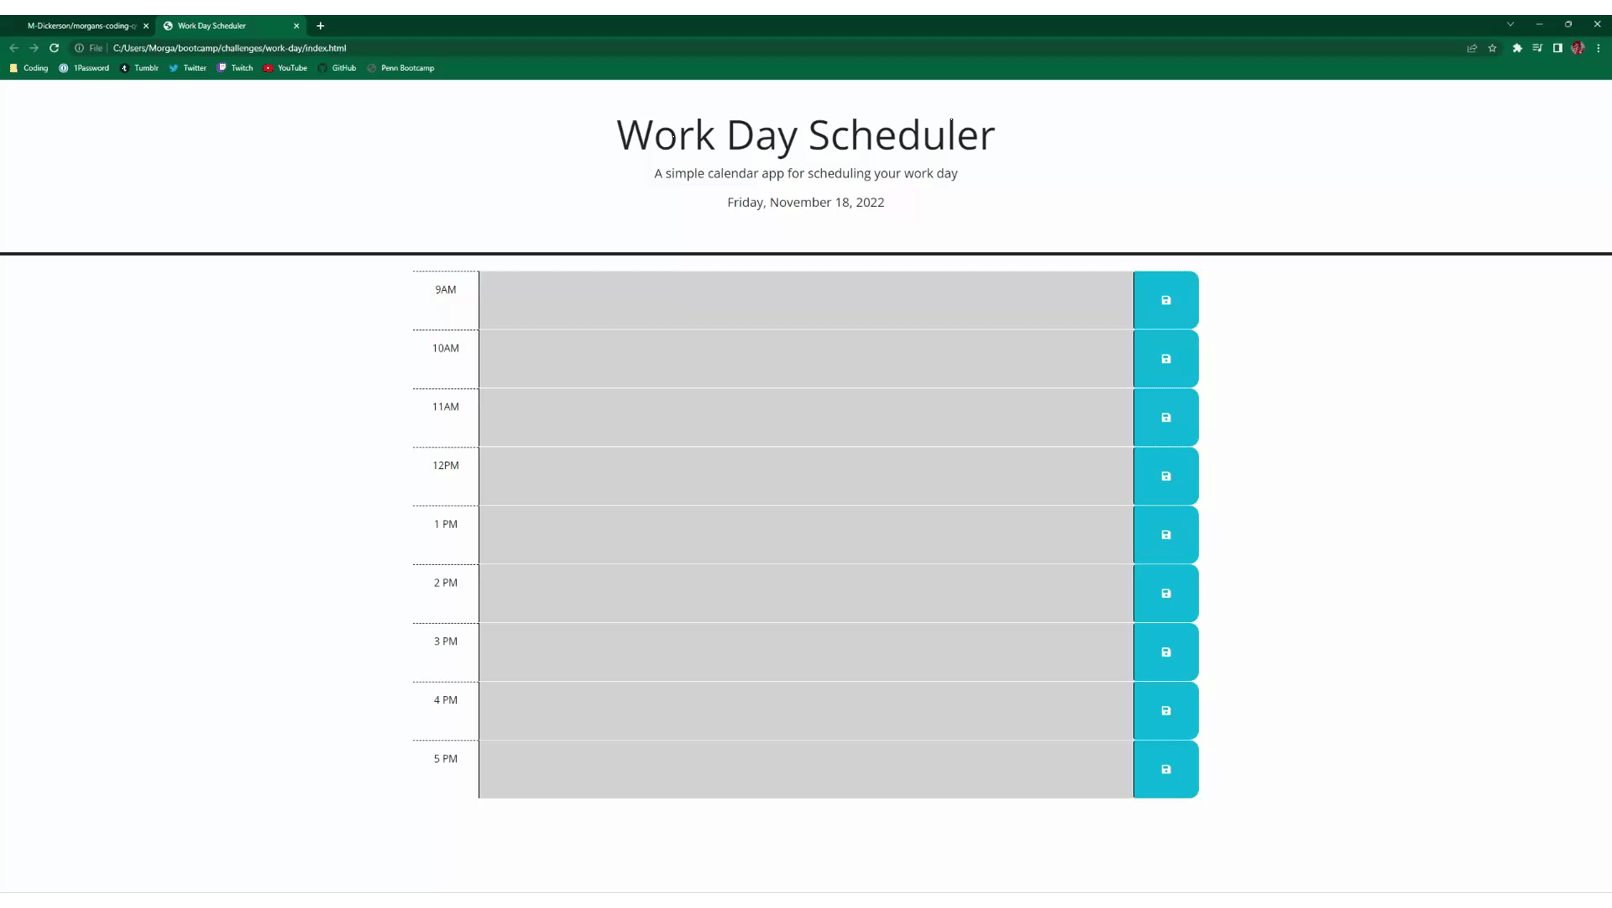 M-Dickerson/morgans-coding-q
Work Day Scheduler
File
C:/Users/Morga/bootcamp/challenges/work-day/index.html
Coding
1Password
Tumblr
Twitter
Twitch
YouTube
GitHub
Penn Bootcamp
Work Day Scheduler
A simple calendar app for scheduling your work day
Friday, November 18, 2022
9AM
10AM
11AM
12PM
1 PM
2 PM
3 PM
4 PM
5 PM